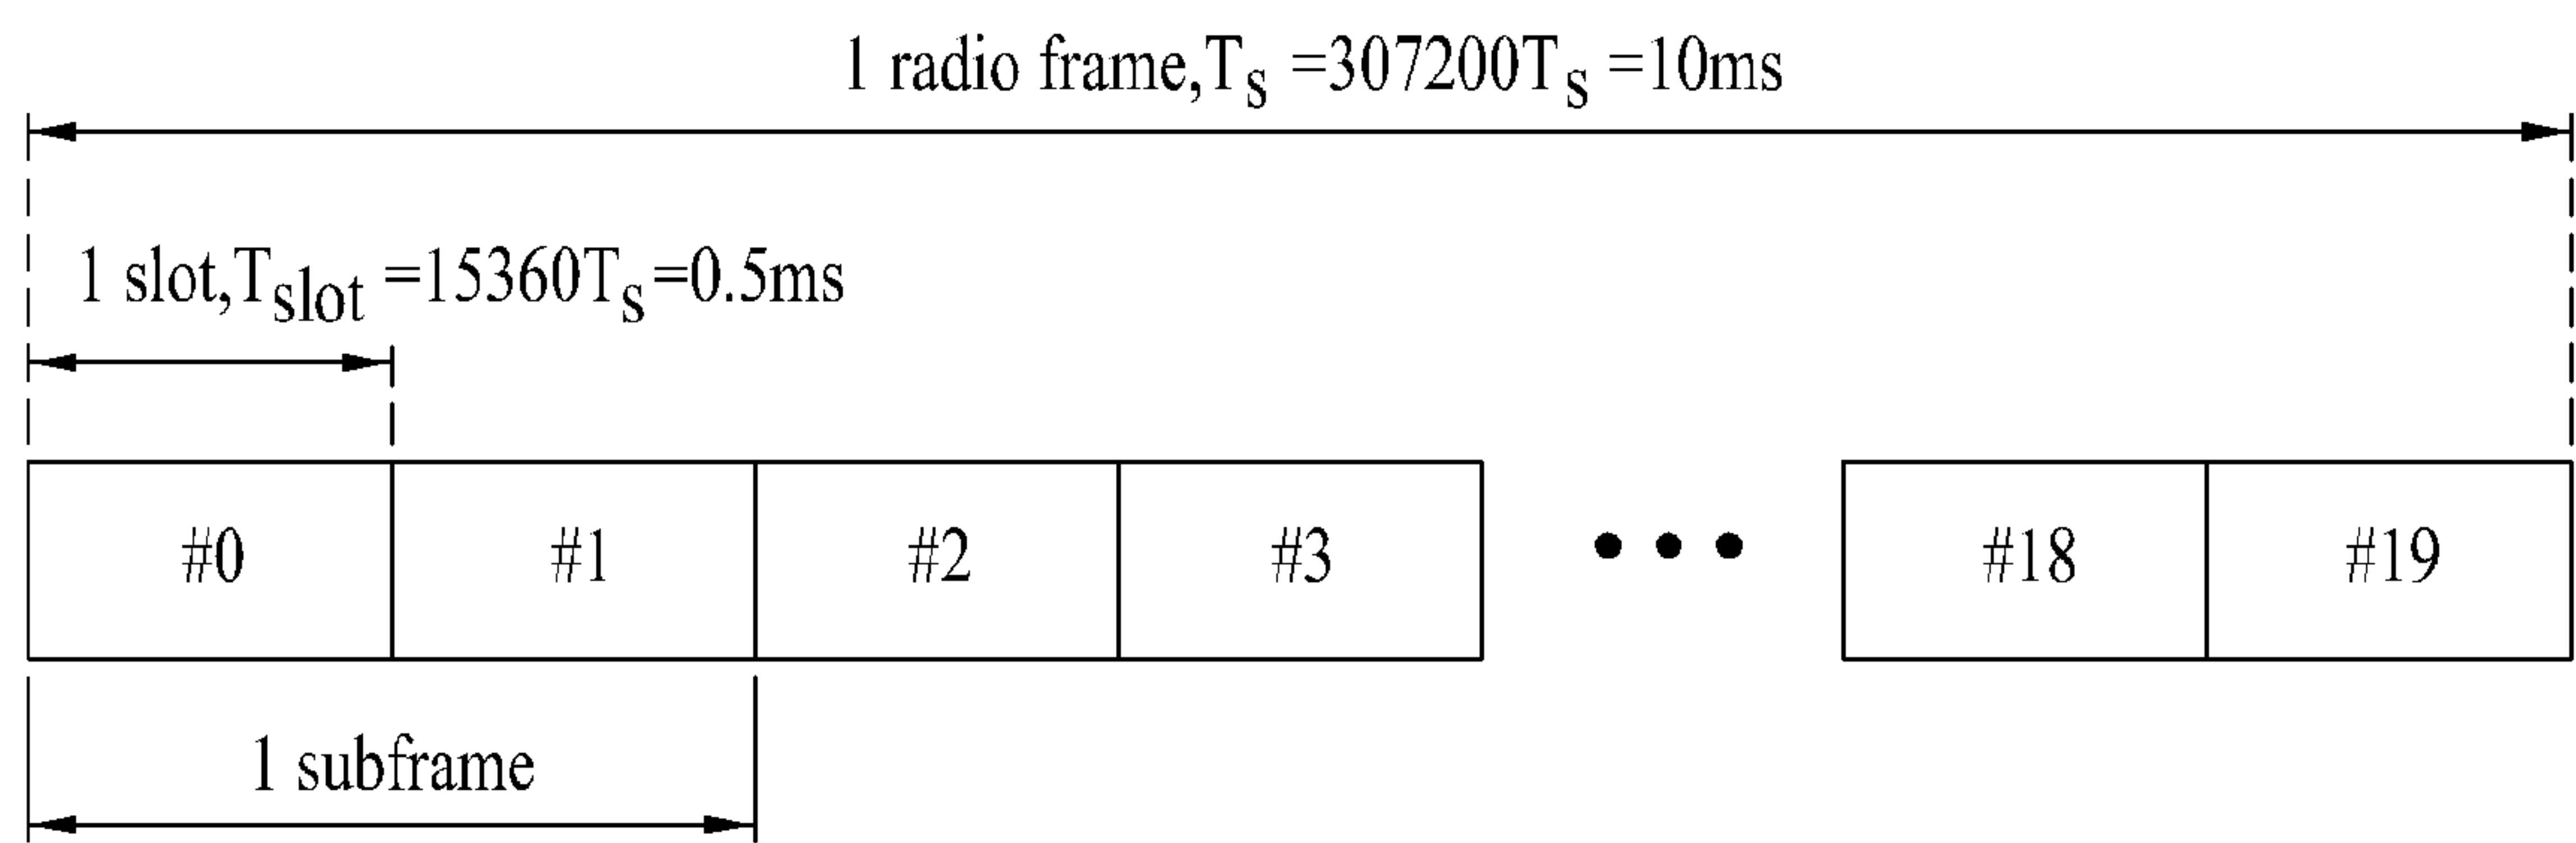 1 radio frame,Ts =307200Ts =10ms
1 slot,Tslot =15360Ts=0.5ms
#0 #1 #2 #3 ••• #18 #19
1 subframe